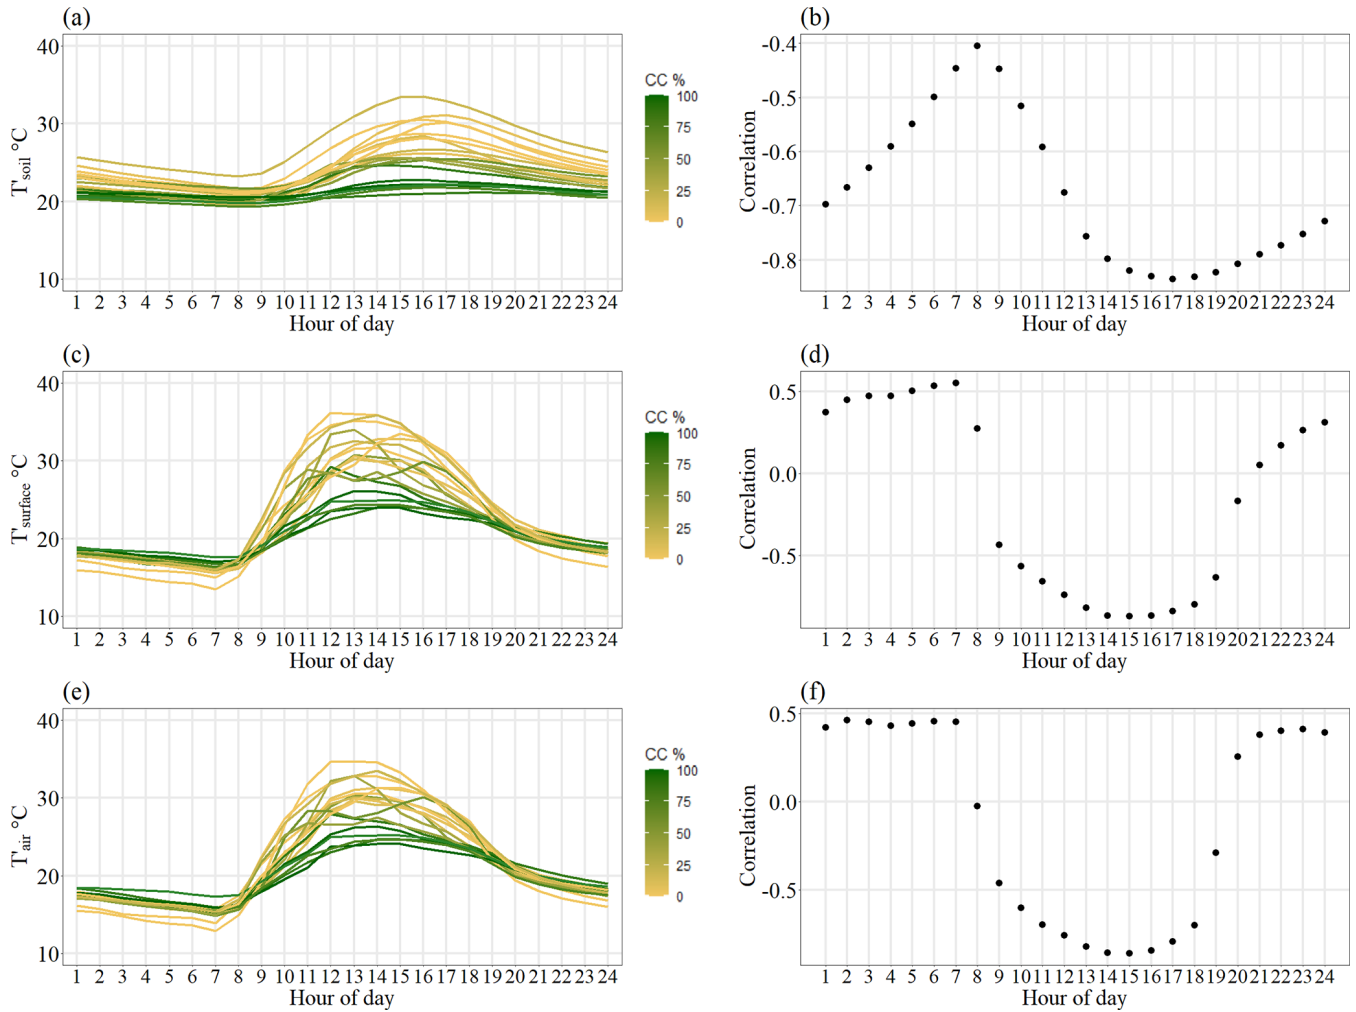 (a)
40
30
20
10
T'soil °C
1 2 3 4 5 6 7 8 9 10 11 12 13 14 15 16 17 18 19 20 21 22 23 24
Hour of day
CC %
100
75
50
25
0
(b)
-0.4
-0.5
-0.6
-0.7
-0.8
Correlation
1 2 3 4 5 6 7 8 9 10 11 12 13 14 15 16 17 18 19 20 21 22 23 24
Hour of day
(c)
40
30
20
10
T'surface °C
1 2 3 4 5 6 7 8 9 10 11 12 13 14 15 16 17 18 19 20 21 22 23 24
Hour of day
CC %
100
75
50
25
0
(d)
0.5
0.0
-0.5
Correlation
1 2 3 4 5 6 7 8 9 10 11 12 13 14 15 16 17 18 19 20 21 22 23 24
Hour of day
(e)
40
30
20
10
T'air °C
1 2 3 4 5 6 7 8 9 10 11 12 13 14 15 16 17 18 19 20 21 22 23 24
Hour of day
CC %
100
75
50
25
0
(f)
0.5
0.0
-0.5
Correlation
1 2 3 4 5 6 7 8 9 10 11 12 13 14 15 16 17 18 19 20 21 22 23 24
Hour of day